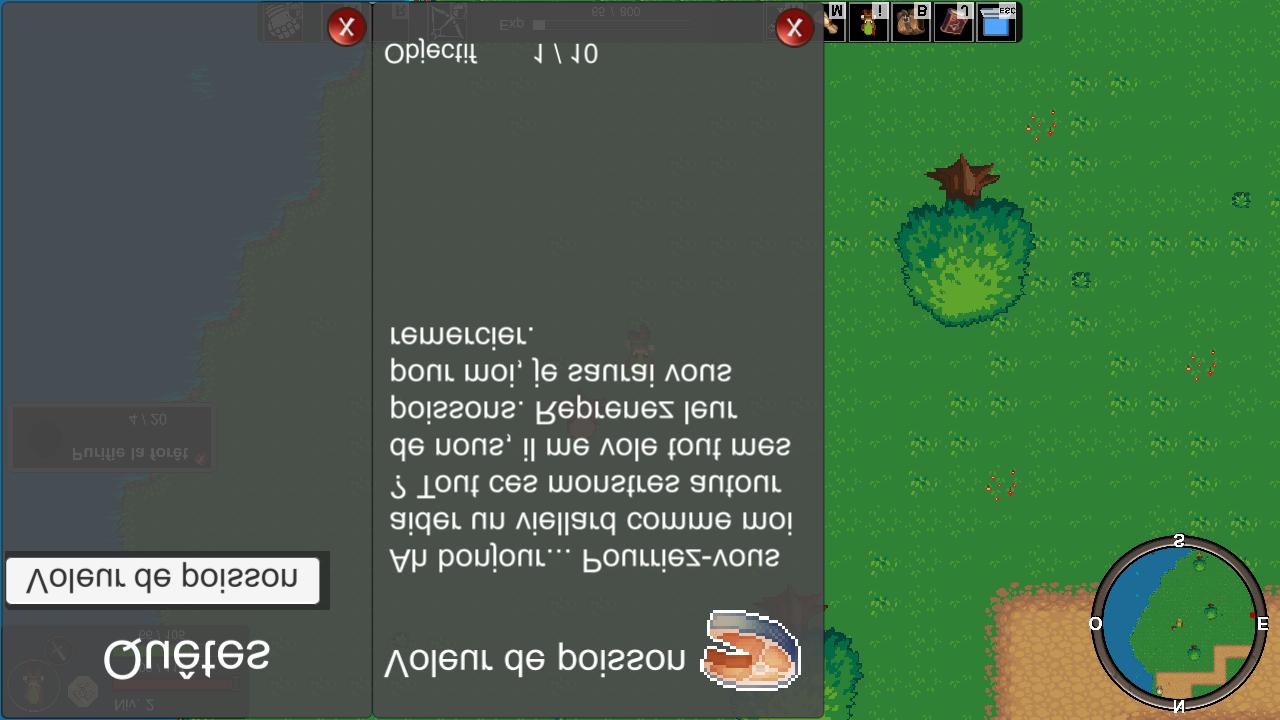 Niv. 2
Quêtes
Voleur de poisson
Purifie la forêt
4 / 20
Voleur de poisson
Ah bonjour... Pourriez-vous
aider un viellard comme moi
? Tout ces monstres autour
de nous, il me vole tout mes
poissons. Reprenez leur
pour moi, je saurai vous
remercier.
Objectif 1 / 10
N
O E
S
Exp 65 / 800
M I B J esc
X X